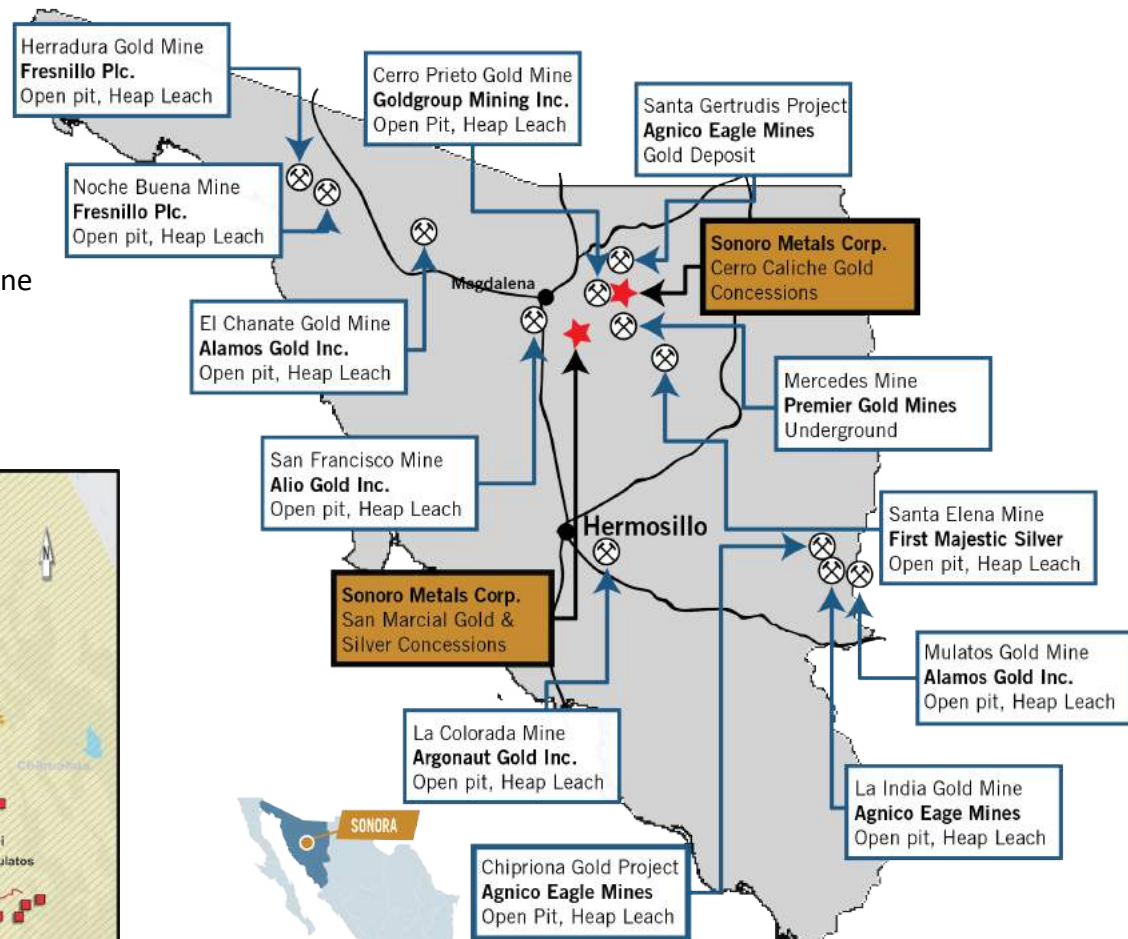 Herradura Gold Mine
Fresnillo Plc.
Open pit, Heap Leach
Cerro Prieto Gold Mine
Goldgroup Mining Inc.
Open Pit, Heap Leach
Santa Gertrudis Project
Agnico Eagle Mines
Gold Deposit
Noche Buena Mine
Fresnillo Plc.
Open pit, Heap Leach
Sonoro Metals Corp.
Cerro Caliche Gold
Concessions
ne
Magdalena
El Chanate Gold Mine
Alamos Gold Inc.
Open pit, Heap Leach
Mercedes Mine
Premier Gold Mines
Underground
San Francisco Mine
Alio Gold Inc.
Open pit, Heap Leach
Hermosillo
Santa Elena Mine
First Majestic Silver
Open pit, Heap Leach
N
Sonoro Metals Corp.
San Marcial Gold &
Silver Concessions
Mulatos Gold Mine
Alamos Gold Inc.
Open pit, Heap Leach
La Colorada Mine
Argonaut Gold Inc.
Open pit, Heap Leach
La India Gold Mine
Agnico Eage Mines
Open pit, Heap Leach
Chihuahua
i
ulatos
SONORA
Chipriona Gold Project
Agnico Eagle Mines
Open Pit, Heap Leach